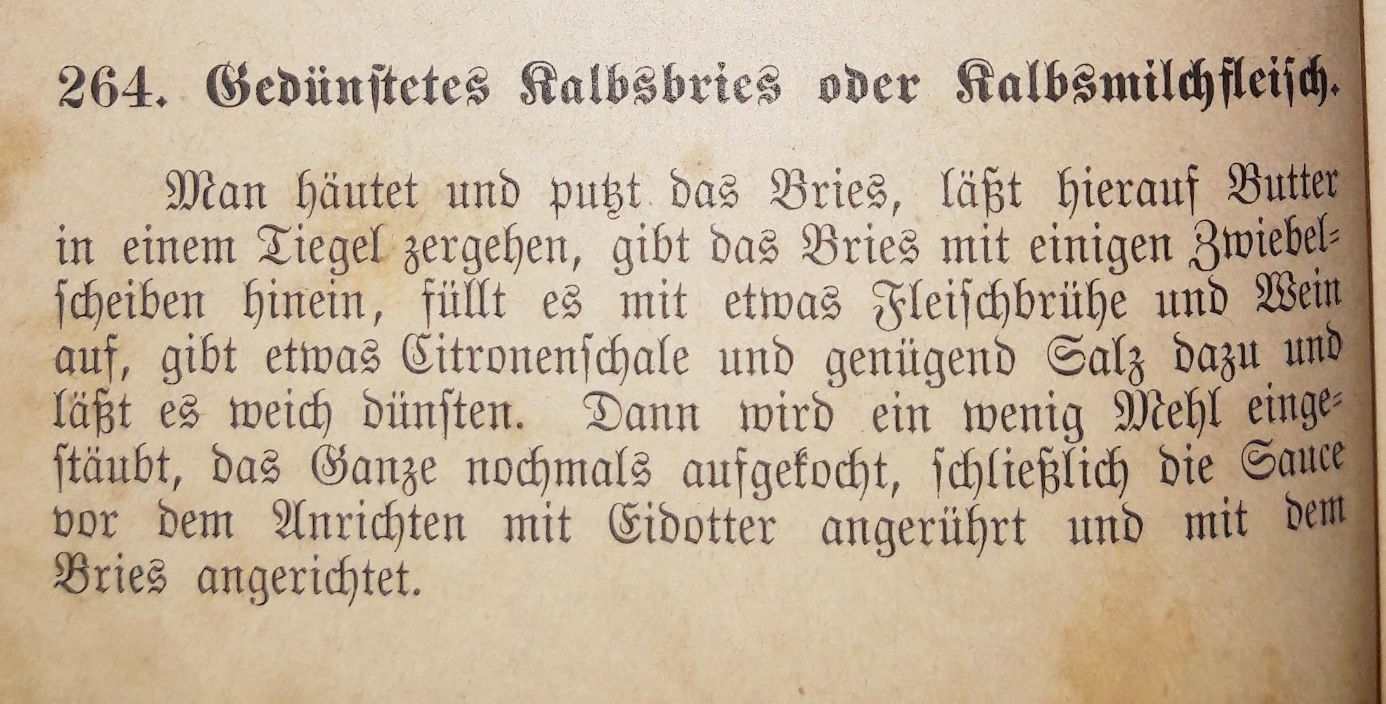 264. Gedünstetes Kalbsbries oder Kalbsmilchfleisch.
Man häutet und putzt das Bries, läßt hierauf Butter
in einem Tiegel zergehen, gibt das Bries mit einigen Zwiebel-
scheiben hinein, füllt es mit etwas Fleischbrühe und Wein
auf, gibt etwas Citronenschale und genügend Salz dazu und
läßt es weich dünsten. Dann wird ein wenig Mehl einge-
stäubt, das Ganze nochmals aufgekocht, schließlich die Sauce
vor dem Anrichten mit Eidotter angerührt und mit dem
Bries angerichtet.